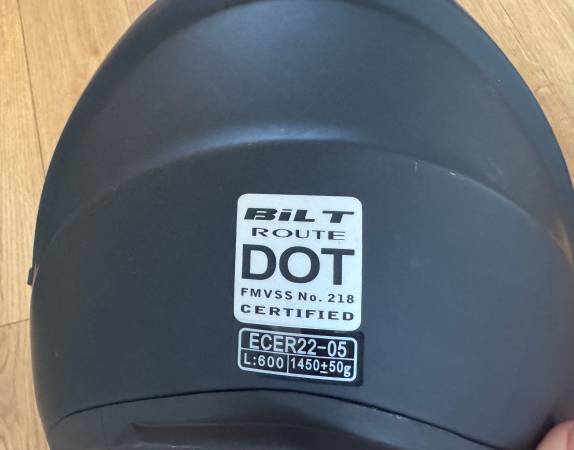 BiLT
ROUTE
DOT
FMVSS No. 218
CERTIFIED
ECER22-05
L:600 1450±50g